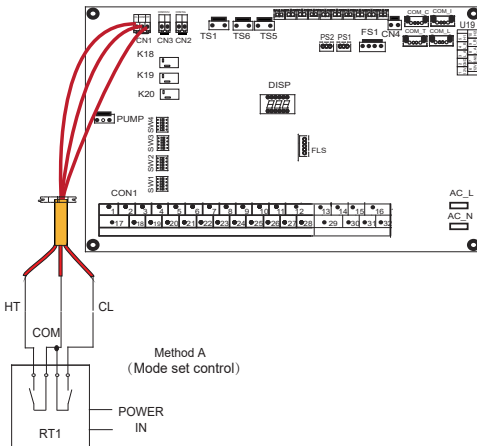 COM_C COM_I
CN1 CN3 CN2 TS1 TS6 TS5 FS1 CN4 COM_T COM_L U19
PS2 PS1
K18
K19
K20
DISP
PUMP
SW4
SW3
SW2
SW1
FLS
CON1
AC_L
AC_N
1 2 3 4 5 6 7 8 9 10 11 12 13 14 15 16
17 18 19 20 21 22 23 24 25 26 27 28 29 30 31 32
HT CL
COM
Method A
(Mode set control)
POWER
IN
RT1